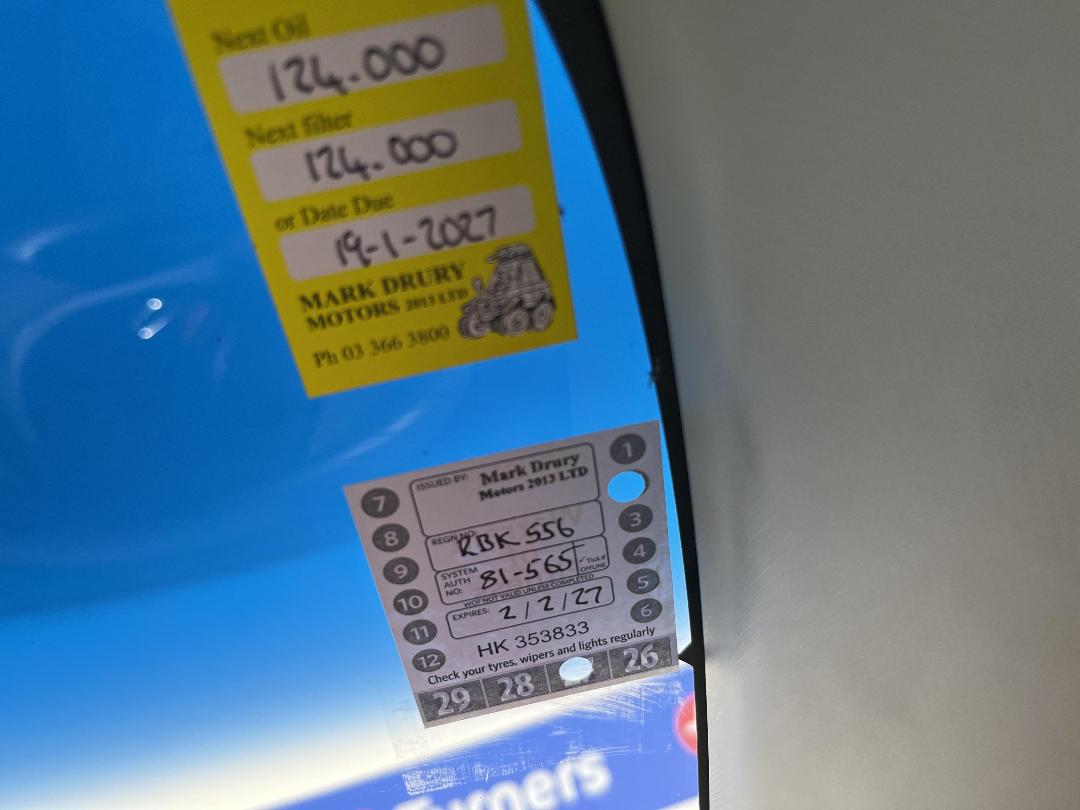 Next Oil
124.000
Next filter
124.000
or Date Due
19-1-2027
MARK DRURY
MOTORS 2013 LTD
Ph 03 366 3800
ISSUED BY: Mark Drury
Motors 2013 LTD
REGN NO: RBK 556
SYSTEM AUTH NO: 81-565 ✓ Tick if OFFLINE
WOF NOT VALID UNLESS COMPLETED
EXPIRES: 2/2/27
HK 353833
Check your tyres, wipers and lights regularly
7
8
9
10
11
12
1
3
4
5
6
29 28 26
Turners